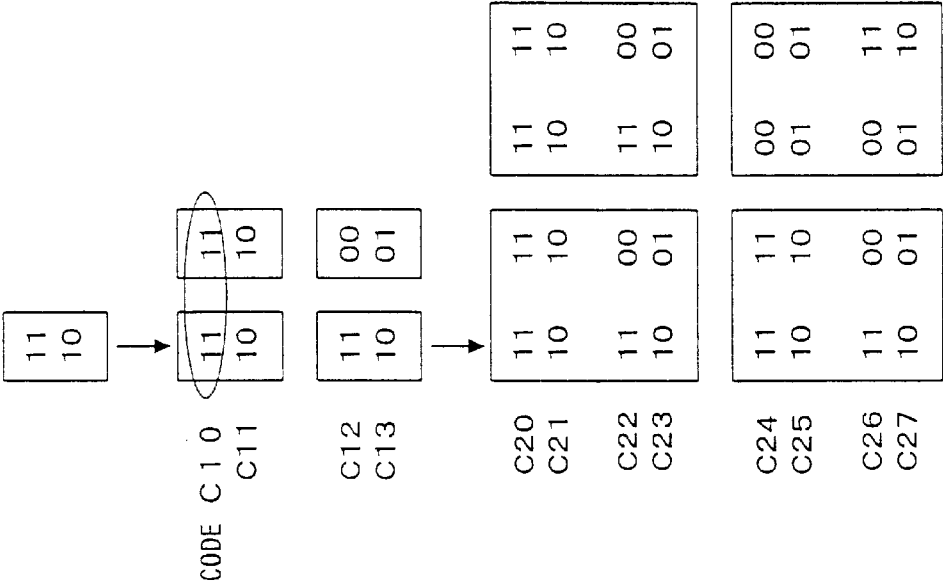 11
10
CODE C10 11 11
C11 10 10
C12 11 00
C13 10 01
C20 11 11 11 11
C21 10 10 10 10
C22 11 00 11 00
C23 10 01 10 01
C24 11 11 00 00
C25 10 10 01 01
C26 11 00 00 11
C27 10 01 01 10